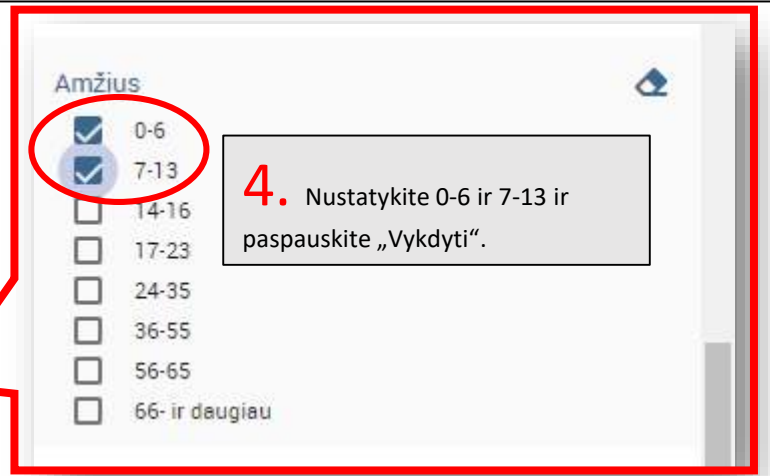 Amžius
0-6
7-13
14-16
17-23
24-35
36-55
56-65
66- ir daugiau
4. Nustatykite 0-6 ir 7-13 ir
paspauskite „Vykdyti“.